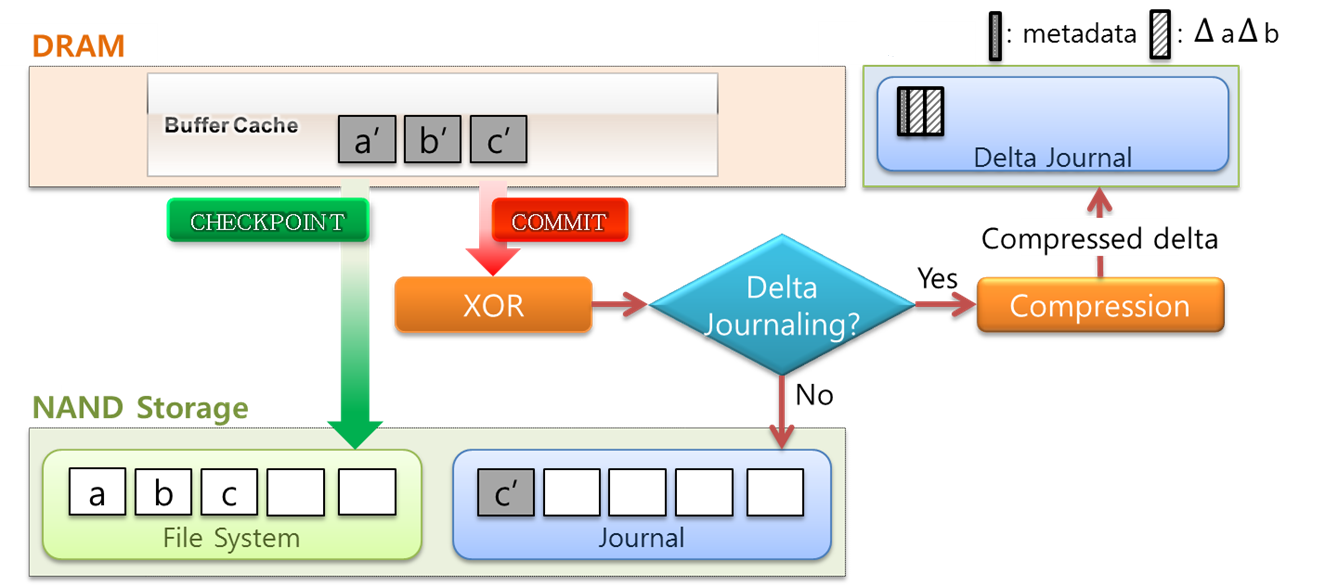 DRAM
: metadata : Δ aΔ b
Buffer Cache
a′ b′ c′
Delta Journal
CHECKPOINT
COMMIT
Compressed delta
XOR
Delta
Journaling?
Yes
Compression
No
NAND Storage
a b c
File System
c′
Journal